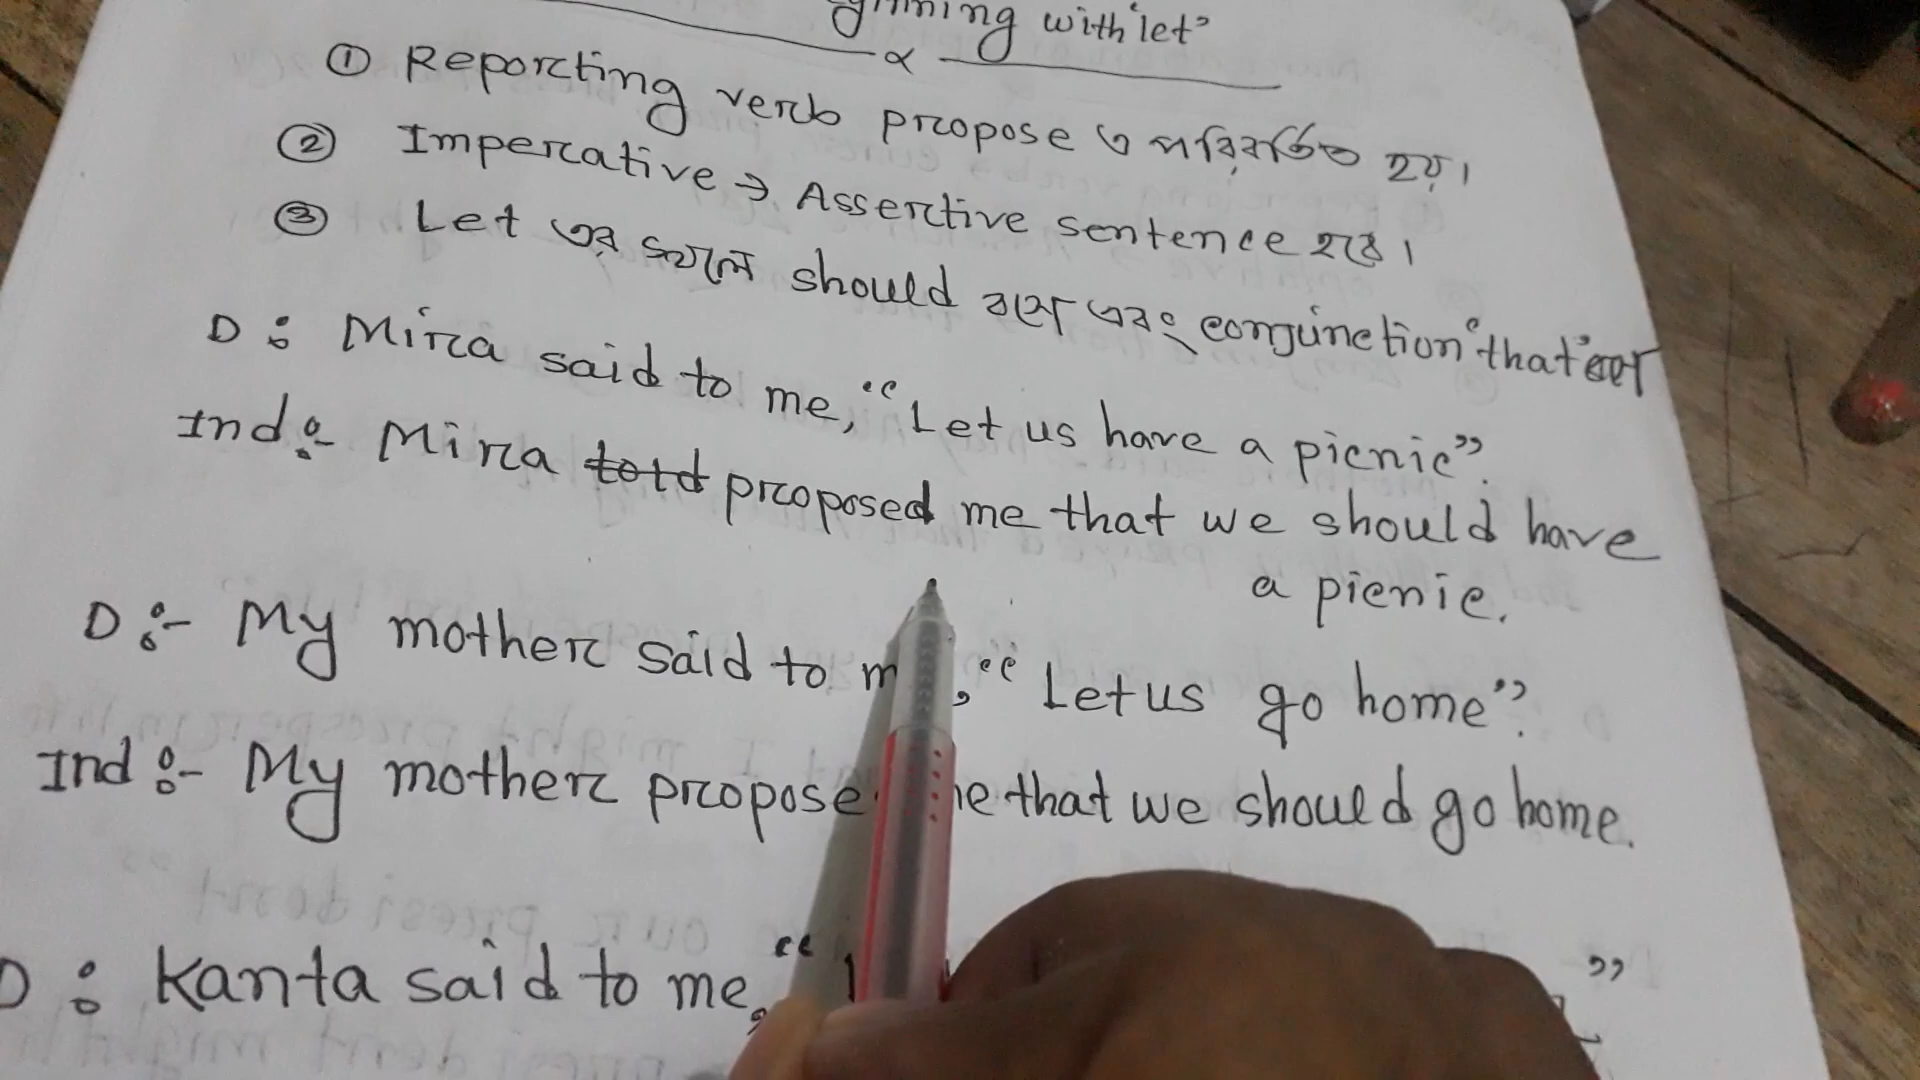 with 'let'
① Reporting verb propose এ পরিবর্তিত হয়।
② Imperative → Assertive sentence হবে।
③ Let এর স্থলে should বসে এবং conjunction 'that'
D: Mira said to me, "Let us have a picnic".
Ind:- Mira told proposed me that we should have
a picnic.
D:- My mother said to "Let us go home".
Ind:- My mother propose that we should go home.
D: Kanta said to me, " "